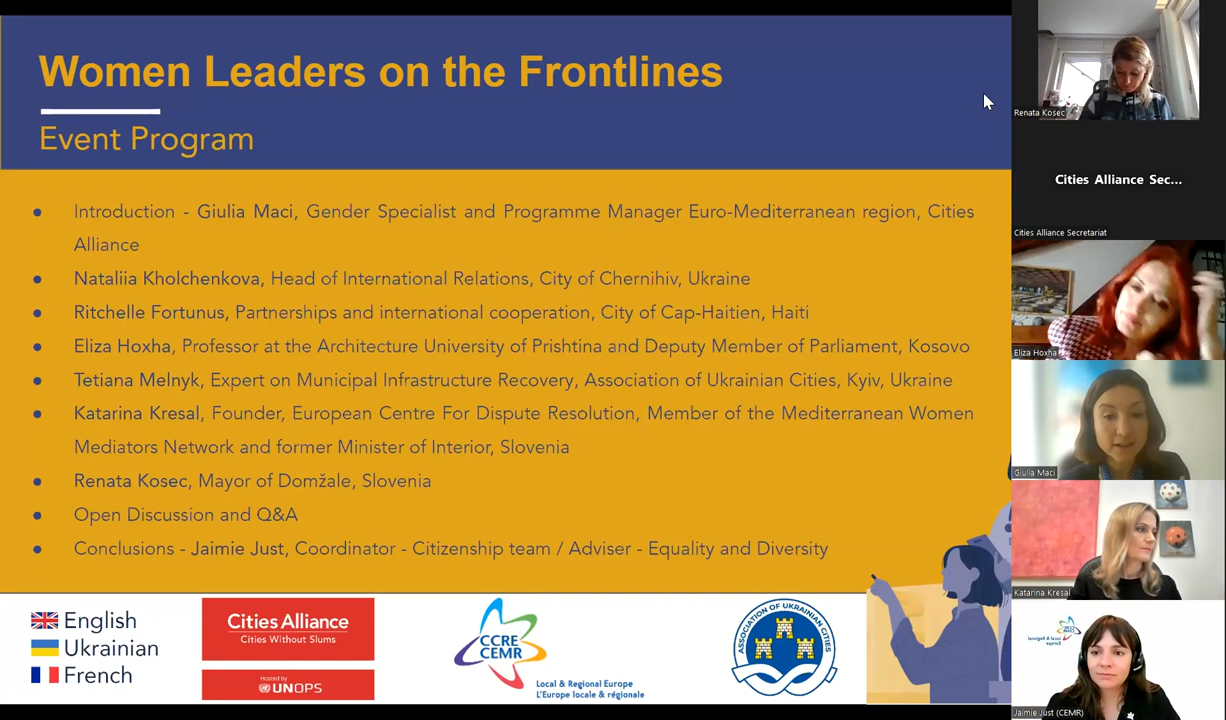 Women Leaders on the Frontlines
Event Program
● Introduction - Giulia Maci, Gender Specialist and Programme Manager Euro-Mediterranean region, Cities
Alliance
● Nataliia Kholchenkova, Head of International Relations, City of Chernihiv, Ukraine
● Ritchelle Fortunus, Partnerships and international cooperation, City of Cap-Haitien, Haiti
● Eliza Hoxha, Professor at the Architecture University of Prishtina and Deputy Member of Parliament, Kosovo
● Tetiana Melnyk, Expert on Municipal Infrastructure Recovery, Association of Ukrainian Cities, Kyiv, Ukraine
● Katarina Kresal, Founder, European Centre For Dispute Resolution, Member of the Mediterranean Women
Mediators Network and former Minister of Interior, Slovenia
● Renata Kosec, Mayor of Domžale, Slovenia
● Open Discussion and Q&A
● Conclusions - Jaimie Just, Coordinator - Citizenship team / Adviser - Equality and Diversity
English
Ukrainian
French
Cities Alliance
Cities Without Slums
Hosted by
UNOPS
CCRE
CEMR
Local & Regional Europe
L'Europe locale & régionale
ASSOCIATION OF UKRAINIAN CITIES
Renata Kosec
Cities Alliance Sec...
Cities Alliance Secretariat
Eliza Hoxha
Giulia Maci
Katarina Kresal
Jaimie Just (CEMR)